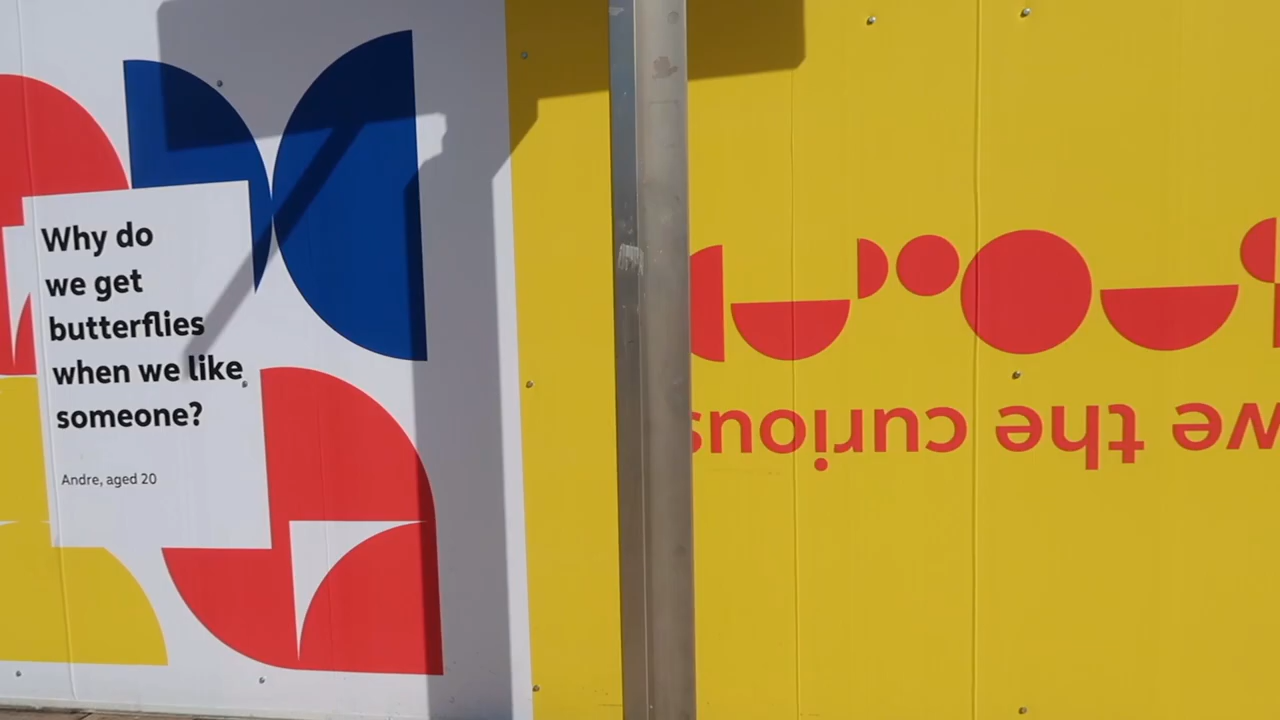 Why do
we get
butterflies
when we like
someone?
Andre, aged 20
we the curious